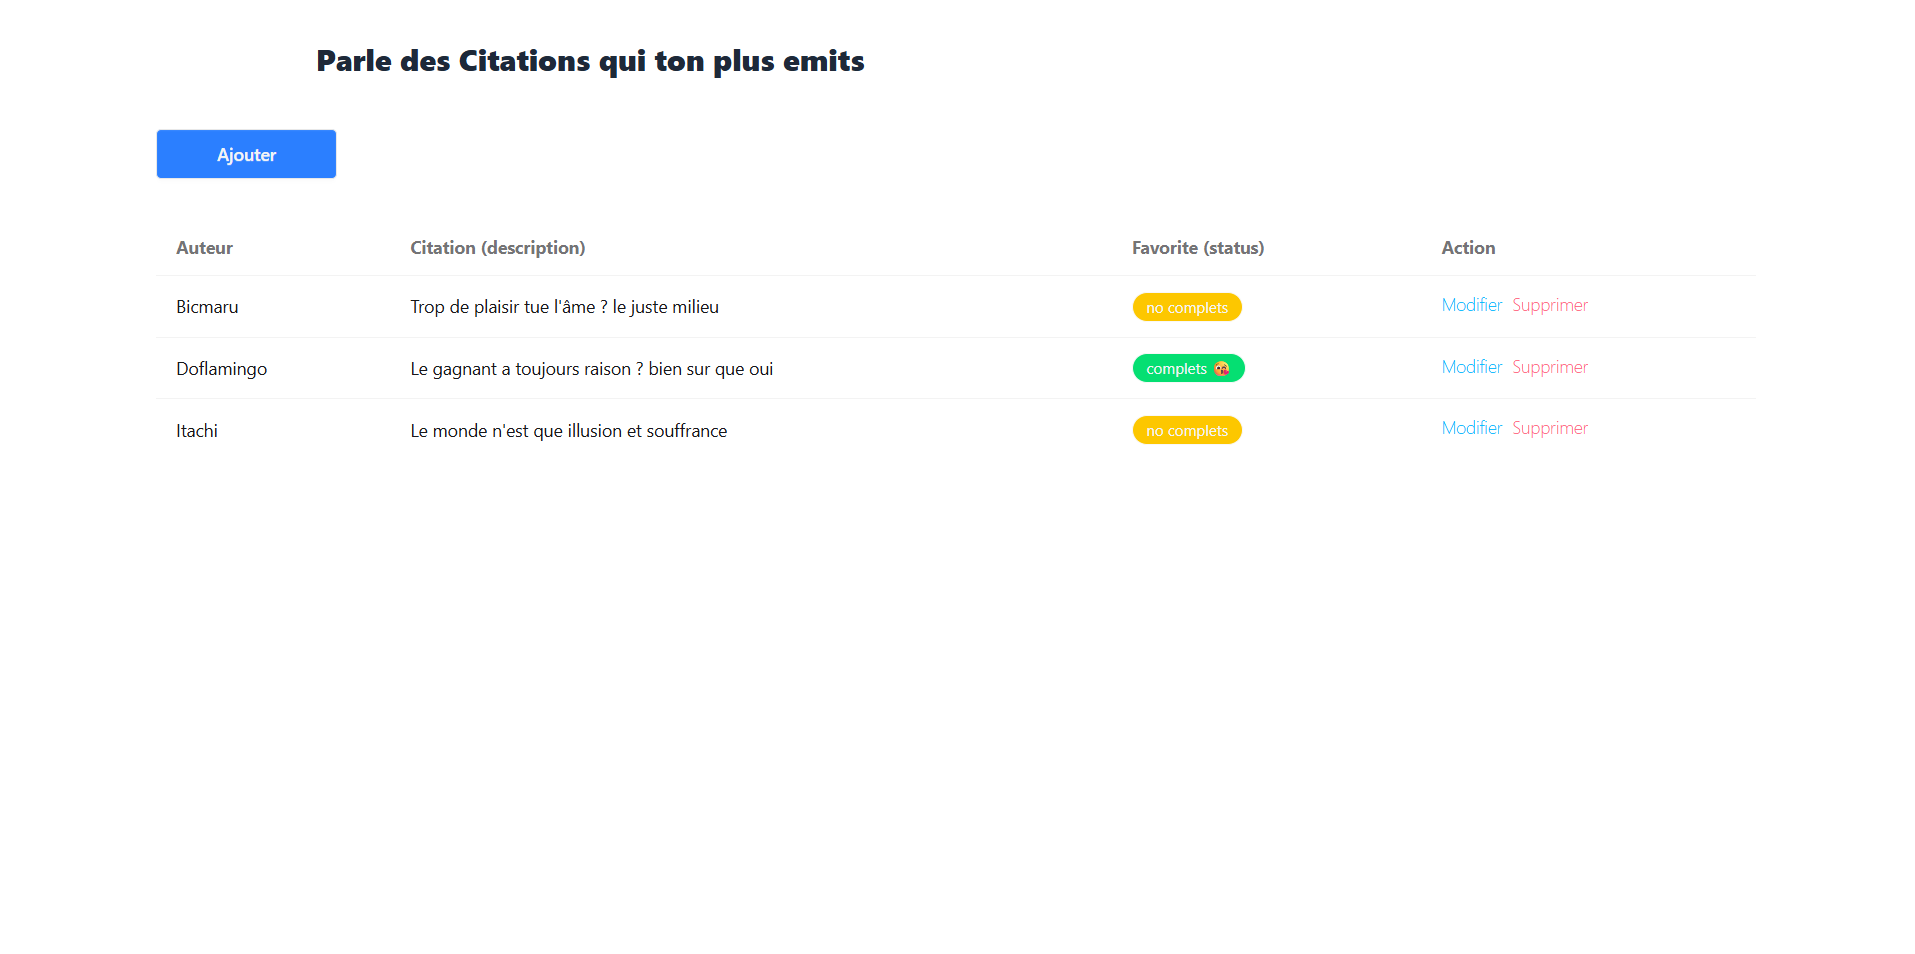 Parle des Citations qui ton plus emits
Ajouter
Auteur Citation (description) Favorite (status) Action
Bicmaru Trop de plaisir tue l'âme ? le juste milieu no complets Modifier Supprimer
Doflamingo Le gagnant a toujours raison ? bien sur que oui complets 😘 Modifier Supprimer
Itachi Le monde n'est que illusion et souffrance no complets Modifier Supprimer